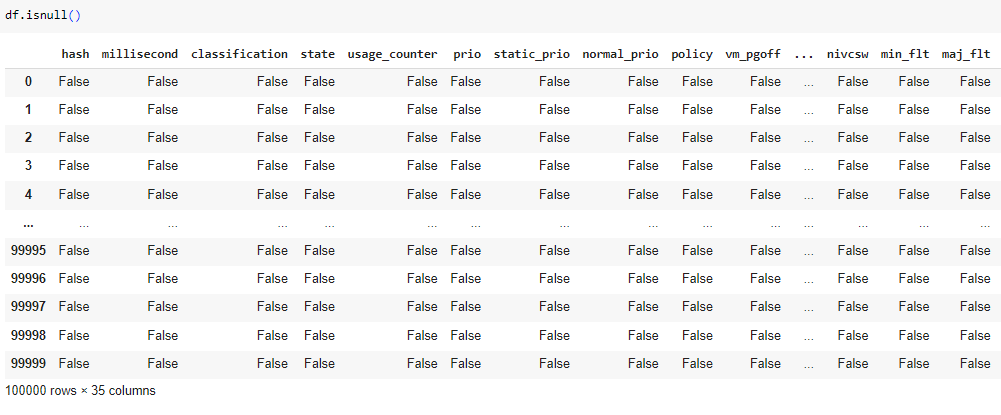 df.isnull()
hash millisecond classification state usage_counter prio static_prio normal_prio policy vm_pgoff ... nivcsw min_flt maj_flt
0 False False False False False False False False False False ... False False False
1 False False False False False False False False False False ... False False False
2 False False False False False False False False False False ... False False False
3 False False False False False False False False False False ... False False False
4 False False False False False False False False False False ... False False False
... ... ... ... ... ... ... ... ... ... ... ... ... ... ...
99995 False False False False False False False False False False ... False False False
99996 False False False False False False False False False False ... False False False
99997 False False False False False False False False False False ... False False False
99998 False False False False False False False False False False ... False False False
99999 False False False False False False False False False False ... False False False
100000 rows × 35 columns